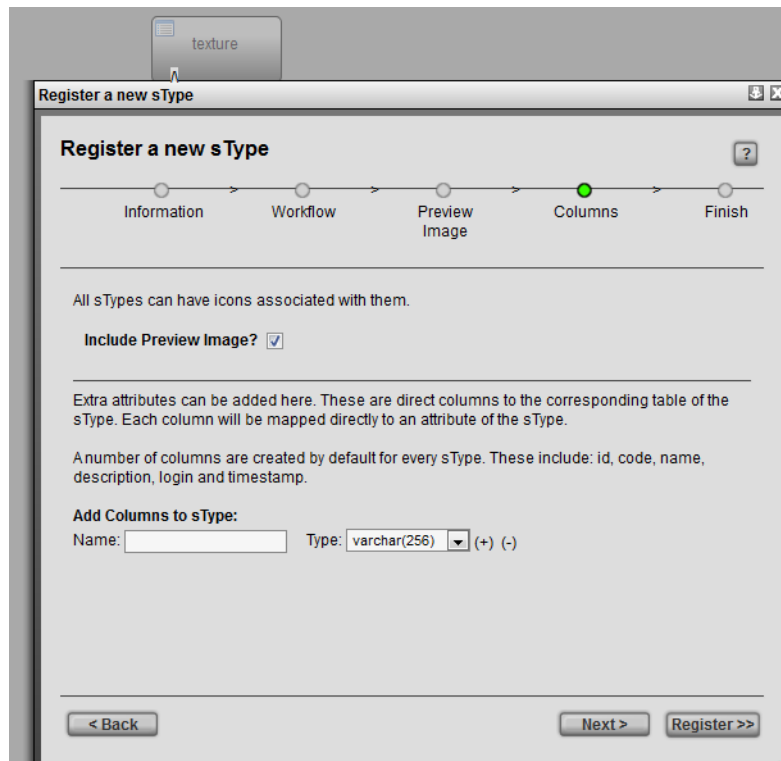 texture
Register a new sType
Register a new sType
?
> > > >
Information Workflow Preview Columns Finish
Image
All sTypes can have icons associated with them.
Include Preview Image?
Extra attributes can be added here. These are direct columns to the corresponding table of the
sType. Each column will be mapped directly to an attribute of the sType.
A number of columns are created by default for every sType. These include: id, code, name,
description, login and timestamp.
Add Columns to sType:
Name: Type: varchar(256) (+) (-)
< Back Next > Register >>